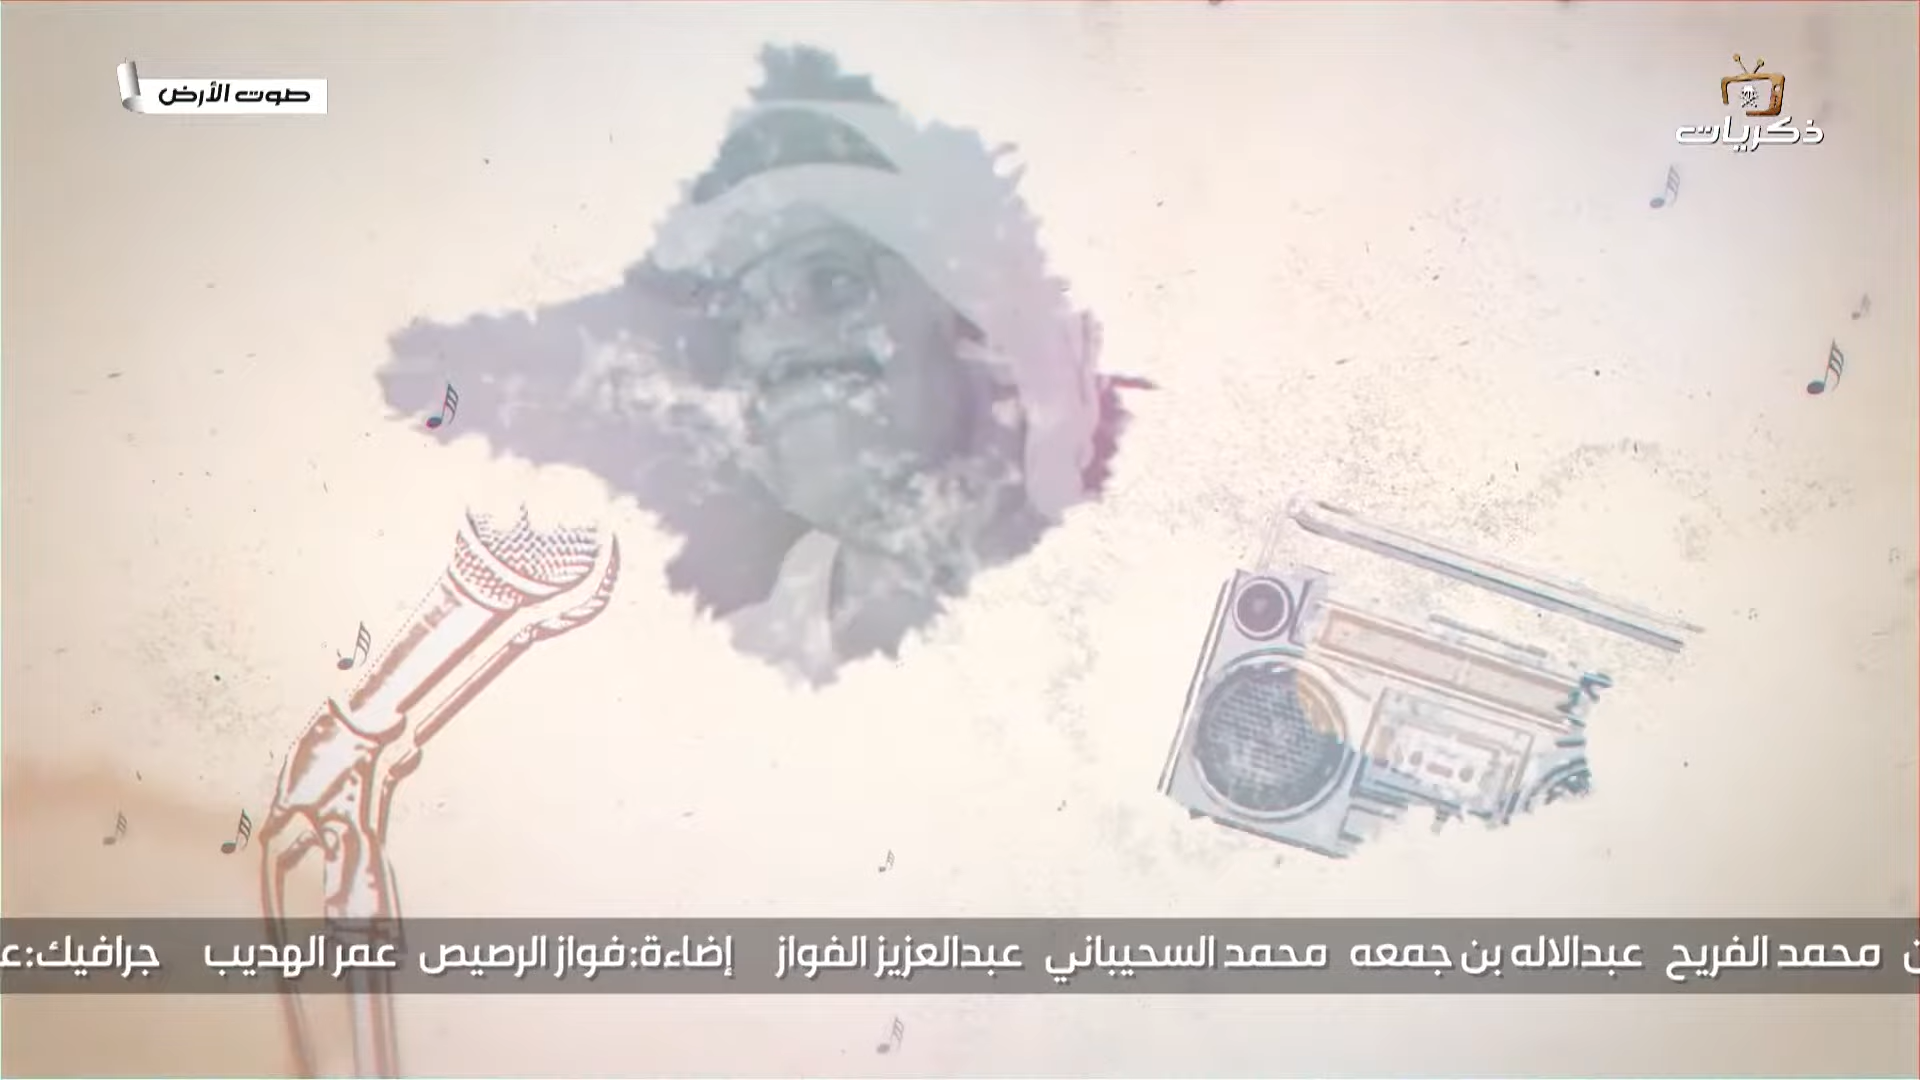 صوت الأرض
ذكريات
محمد الفريح عبدالاله بن جمعه محمد السحيباني عبدالعزيز الفواز إضاءة:فواز الرصيص عمر الهديب جرافيك:ع